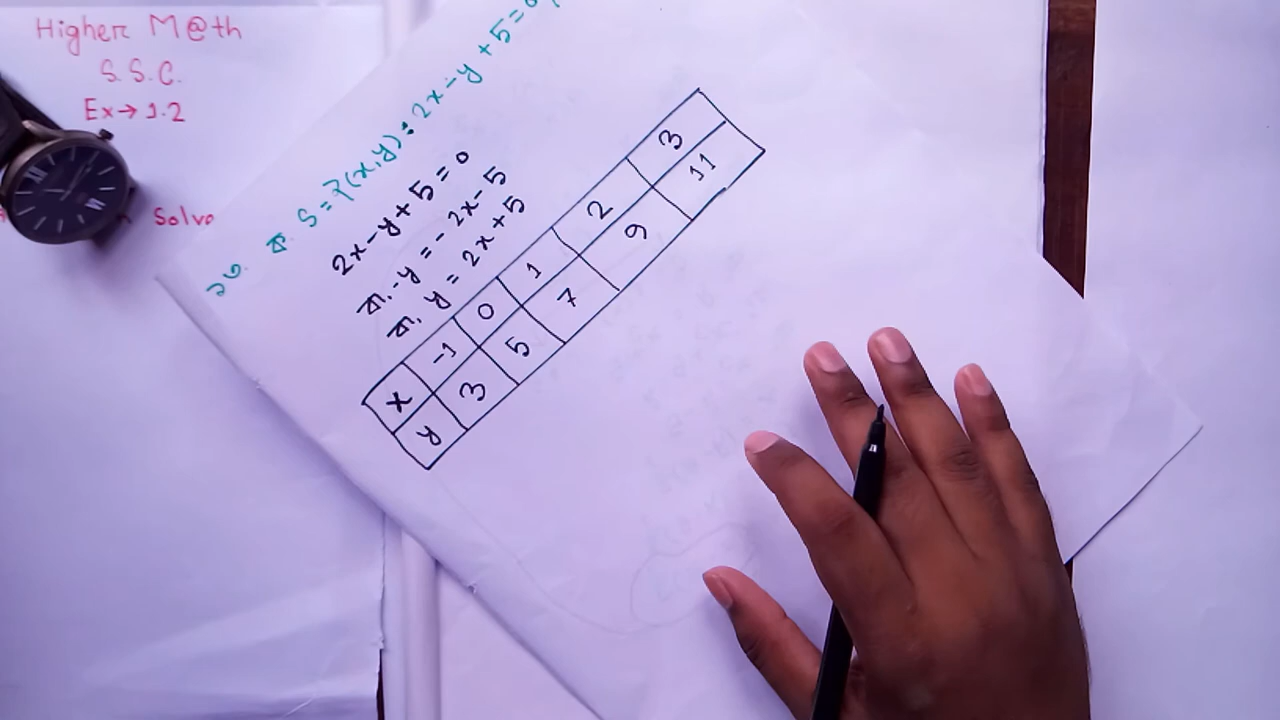 Higher M@th
S.S.C.
Ex→1.2
Solve
২৬. ক. S = {(x,y): 2x - y + 5 = 0
2x - y + 5 = 0
বা. -y = - 2x - 5
বা. y = 2x + 5
x -1 0 1 2 3
y 3 5 7 9 11